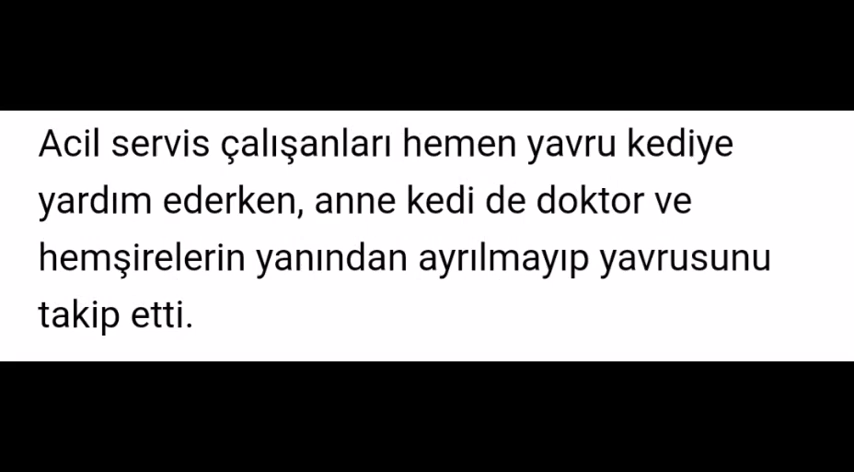 Acil servis çalışanları hemen yavru kediye
yardım ederken, anne kedi de doktor ve
hemşirelerin yanından ayrılmayıp yavrusunu
takip etti.